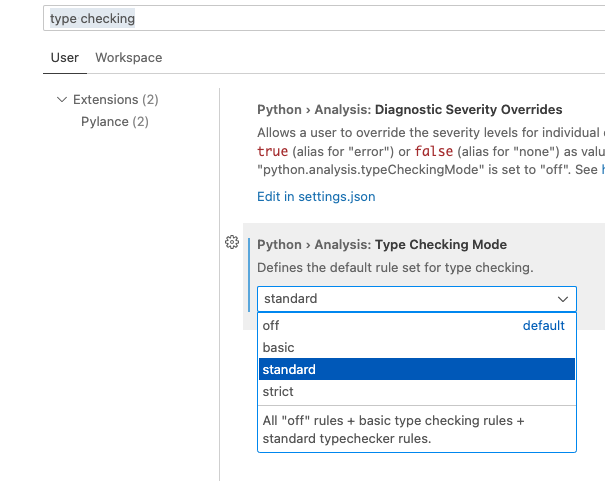 type checking
User Workspace
Extensions (2)
Pylance (2)
Python › Analysis: Diagnostic Severity Overrides
Allows a user to override the severity levels for individual
true (alias for "error") or false (alias for "none") as valu
"python.analysis.typeCheckingMode" is set to "off". See
Edit in settings.json
Python › Analysis: Type Checking Mode
Defines the default rule set for type checking.
standard
off default
basic
standard
strict
All "off" rules + basic type checking rules +
standard typechecker rules.